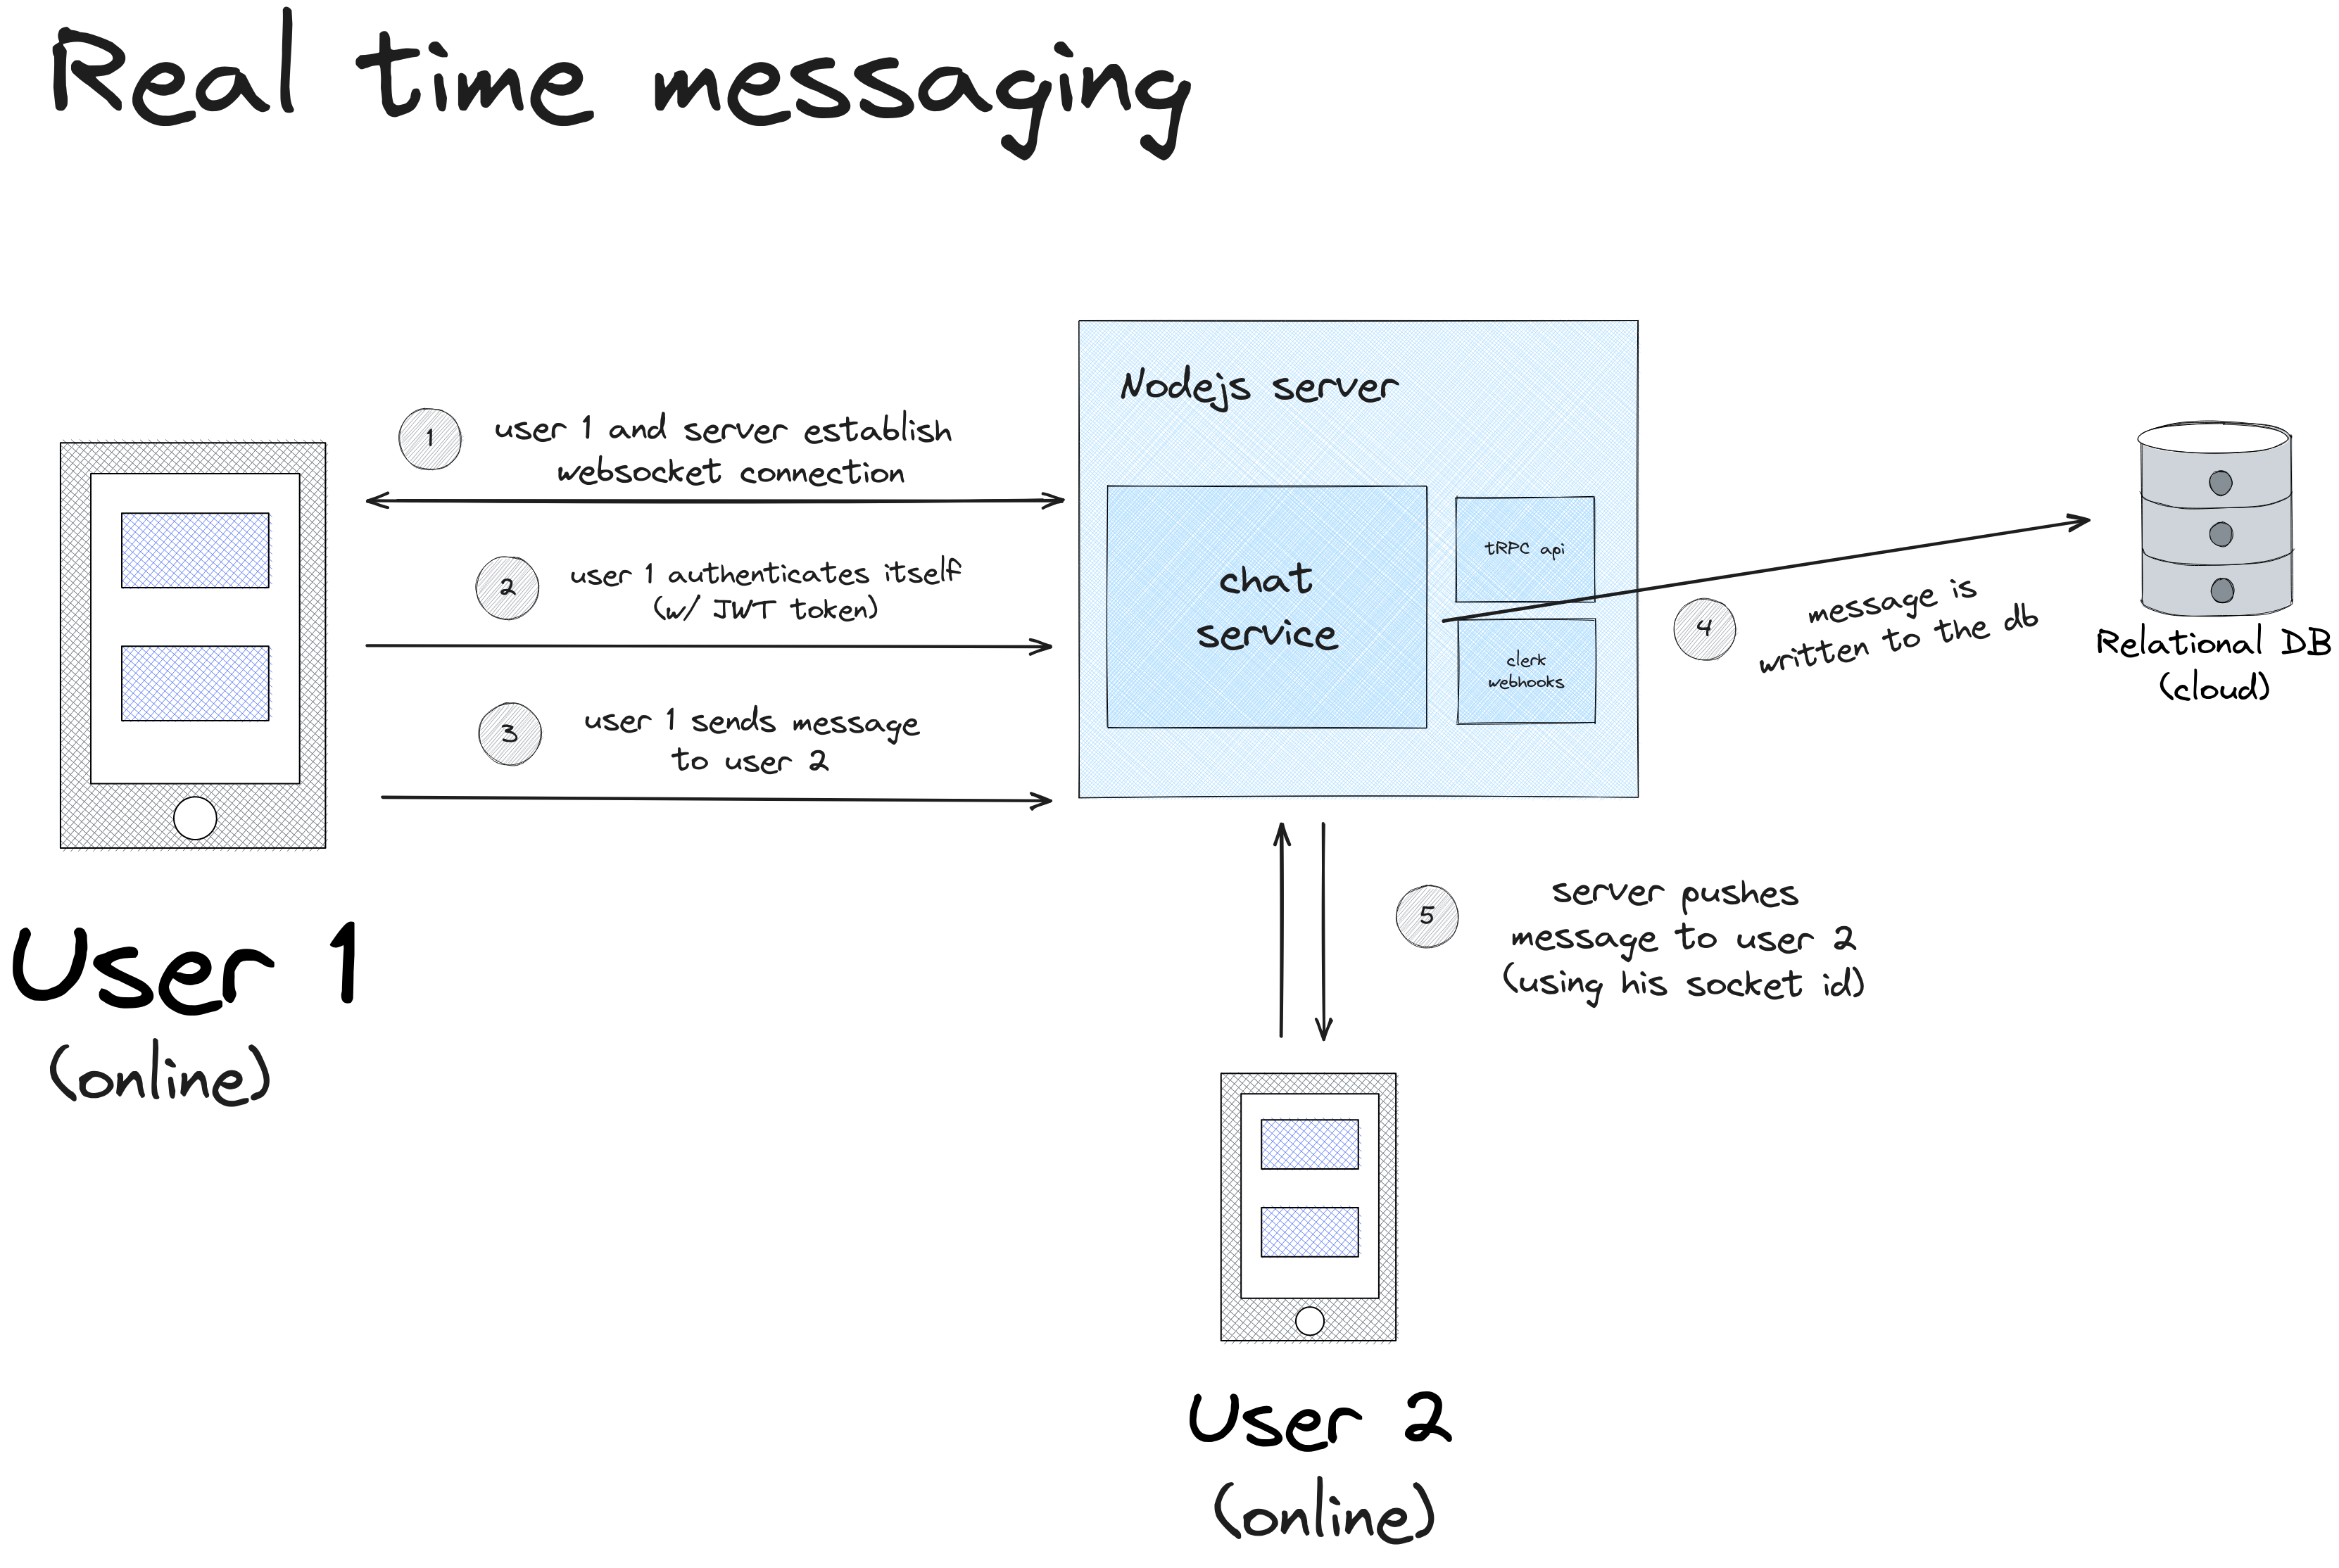 Real time messaging
1
user 1 and server establish
websocket connection
2
user 1 authenticates itself
(w/ JWT token)
3
user 1 sends message
to user 2
User 1
(online)
Nodejs server
chat
service
tRPC api
clerk
webhooks
4
message is
written to the db
Relational DB
(cloud)
5
server pushes
message to user 2
(using his socket id)
User 2
(online)